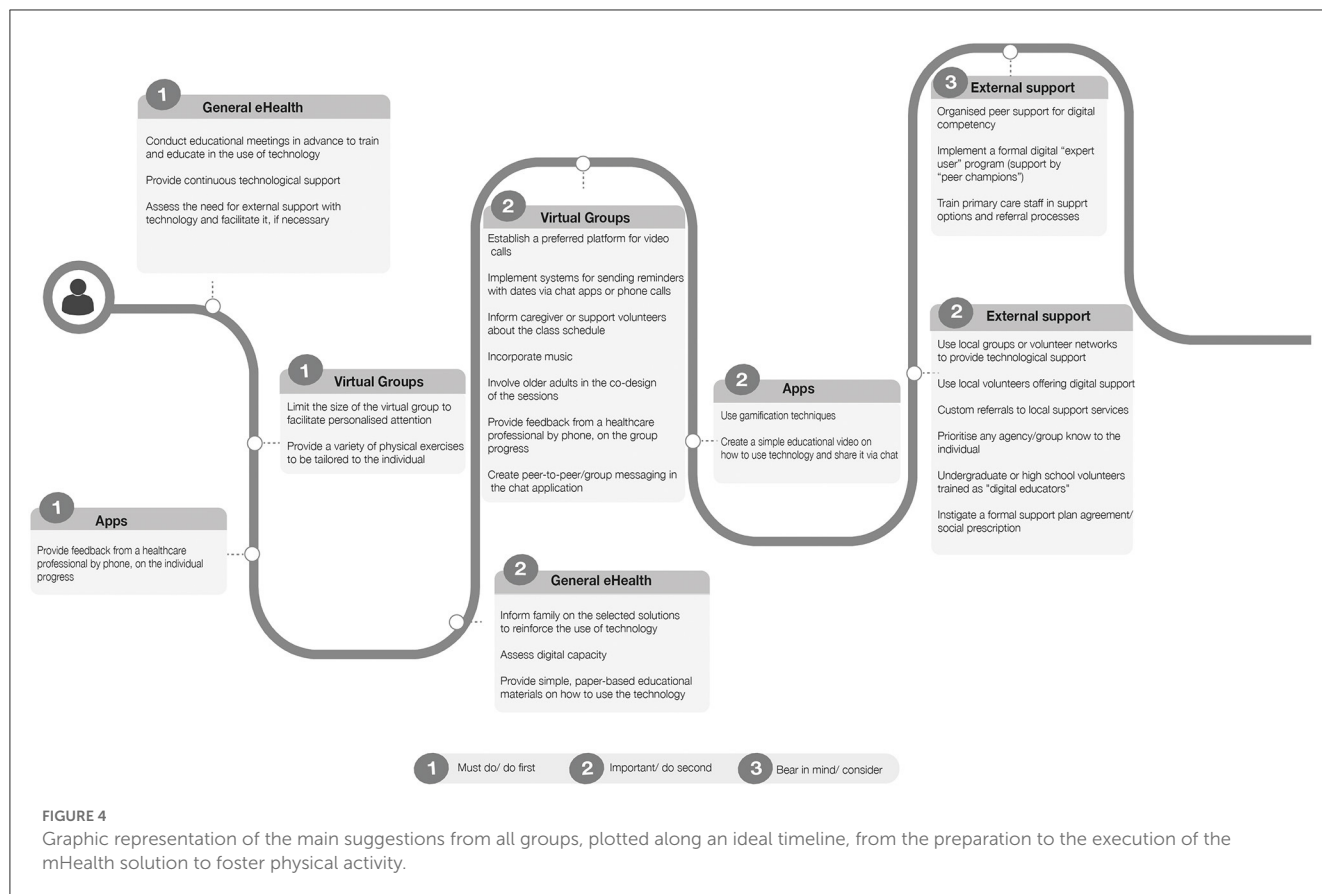 1
General eHealth
Conduct educational meetings in advance to train
and educate in the use of technology
Provide continuous technological support
Assess the need for external support with
technology and facilitate it, if necessary
1
Virtual Groups
Limit the size of the virtual group to
facilitate personalised attention
Provide a variety of physical exercises
to be tailored to the individual
1
Apps
Provide feedback from a healthcare
professional by phone, on the individual
progress
2
General eHealth
Inform family on the selected solutions
to reinforce the use of technology
Assess digital capacity
Provide simple, paper-based educational
materials on how to use the technology
2
Virtual Groups
Establish a preferred platform for video
calls
Implement systems for sending reminders
with dates via chat apps or phone calls
Inform caregiver or support volunteers
about the class schedule
Incorporate music
Involve older adults in the co-design
of the sessions
Provide feedback from a healthcare
professional by phone, on the group
progress
Create peer-to-peer/group messaging in
the chat application
2
Apps
Use gamification techniques
Create a simple educational video on
how to use technology and share it via chat
2
External support
Use local groups or volunteer networks
to provide technological support
Use local volunteers offering digital support
Custom referrals to local support services
Prioritise any agency/group know to the
individual
Undergraduate or high school volunteers
trained as "digital educators"
Instigate a formal support plan agreement/
social prescription
3
External support
Organised peer support for digital
competency
Implement a formal digital “expert
user” program (support by
“peer champions”)
Train primary care staff in supprt
options and referral processes
1 Must do/ do first
2 Important/ do second
3 Bear in mind/ consider
FIGURE 4
Graphic representation of the main suggestions from all groups, plotted along an ideal timeline, from the preparation to the execution of the
mHealth solution to foster physical activity.